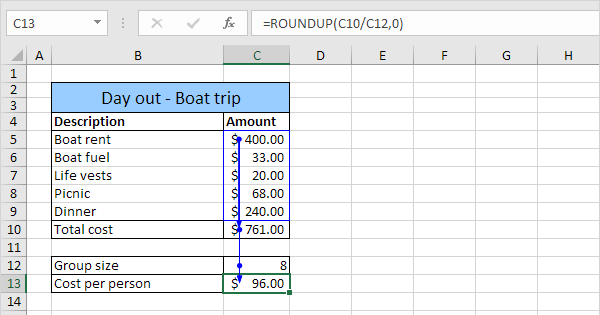 C13 fx =ROUNDUP(C10/C12,0)
A B C D E F G H
1
2
3 Day out - Boat trip
4 Description Amount
5 Boat rent $ 400.00
6 Boat fuel $ 33.00
7 Life vests $ 20.00
8 Picnic $ 68.00
9 Dinner $ 240.00
10 Total cost $ 761.00
11
12 Group size 8
13 Cost per person $ 96.00
14